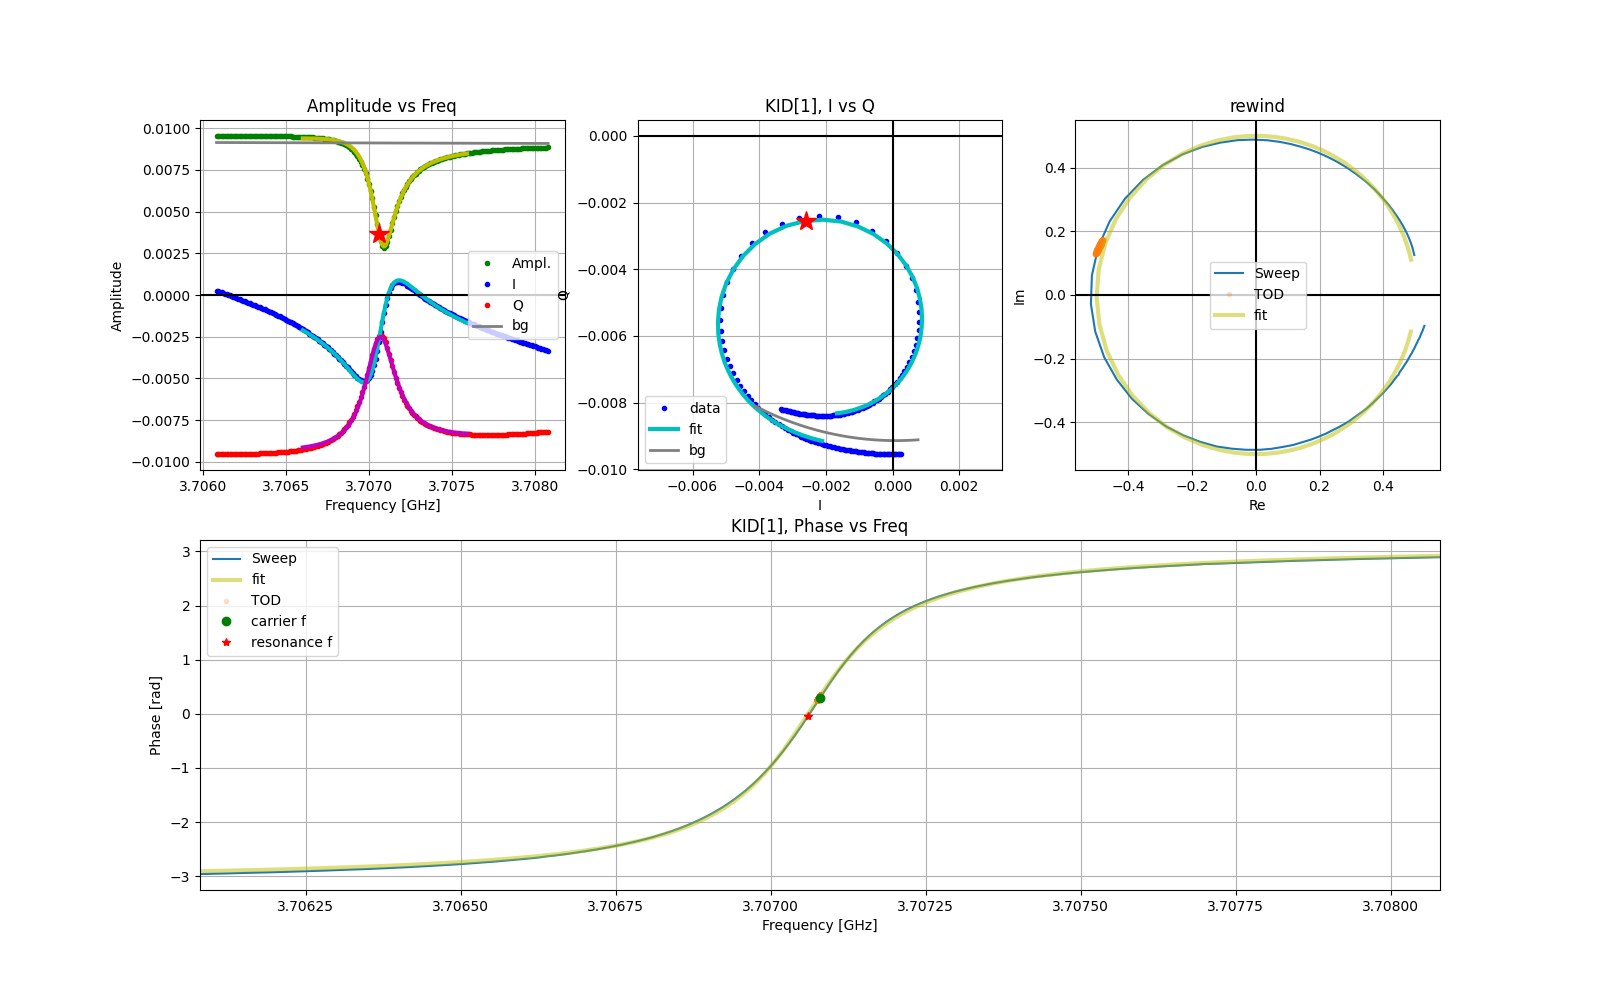 Amplitude vs Freq
0.0100
0.0075
0.0050
0.0025
0.0000
−0.0025
−0.0050
−0.0075
−0.0100
Amplitude
Ampl.
I
Q
bg
3.7060 3.7065 3.7070 3.7075 3.7080
Frequency [GHz]
KID[1], I vs Q
0.000
−0.002
−0.004
−0.006
−0.008
−0.010
Q
data
fit
bg
−0.006 −0.004 −0.002 0.000 0.002
I
rewind
0.4
0.2
0.0
−0.2
−0.4
Im
Sweep
TOD
fit
−0.4 −0.2 0.0 0.2 0.4
Re
KID[1], Phase vs Freq
3
2
1
0
−1
−2
−3
Phase [rad]
Sweep
fit
TOD
carrier f
resonance f
3.70625 3.70650 3.70675 3.70700 3.70725 3.70750 3.70775 3.70800
Frequency [GHz]